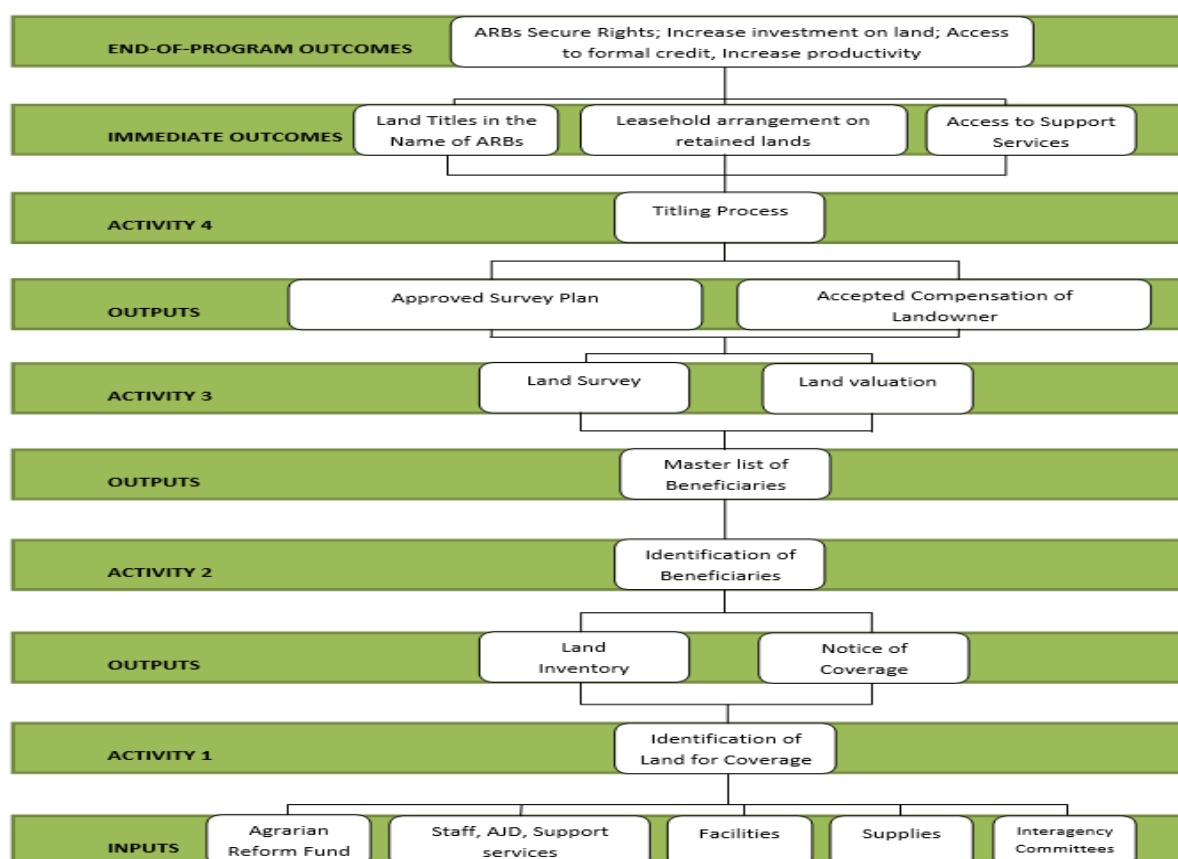 END-OF-PROGRAM OUTCOMES
ARBs Secure Rights; Increase investment on land; Access
to formal credit, Increase productivity
IMMEDIATE OUTCOMES
Land Titles in the
Name of ARBs
Leasehold arrangement on
retained lands
Access to Support
Services
ACTIVITY 4
Titling Process
OUTPUTS
Approved Survey Plan
Accepted Compensation of
Landowner
ACTIVITY 3
Land Survey
Land valuation
OUTPUTS
Master list of
Beneficiaries
ACTIVITY 2
Identification of
Beneficiaries
OUTPUTS
Land
Inventory
Notice of
Coverage
ACTIVITY 1
Identification of
Land for Coverage
INPUTS
Agrarian
Reform Fund
Staff, AJD, Support
services
Facilities
Supplies
Interagency
Committees